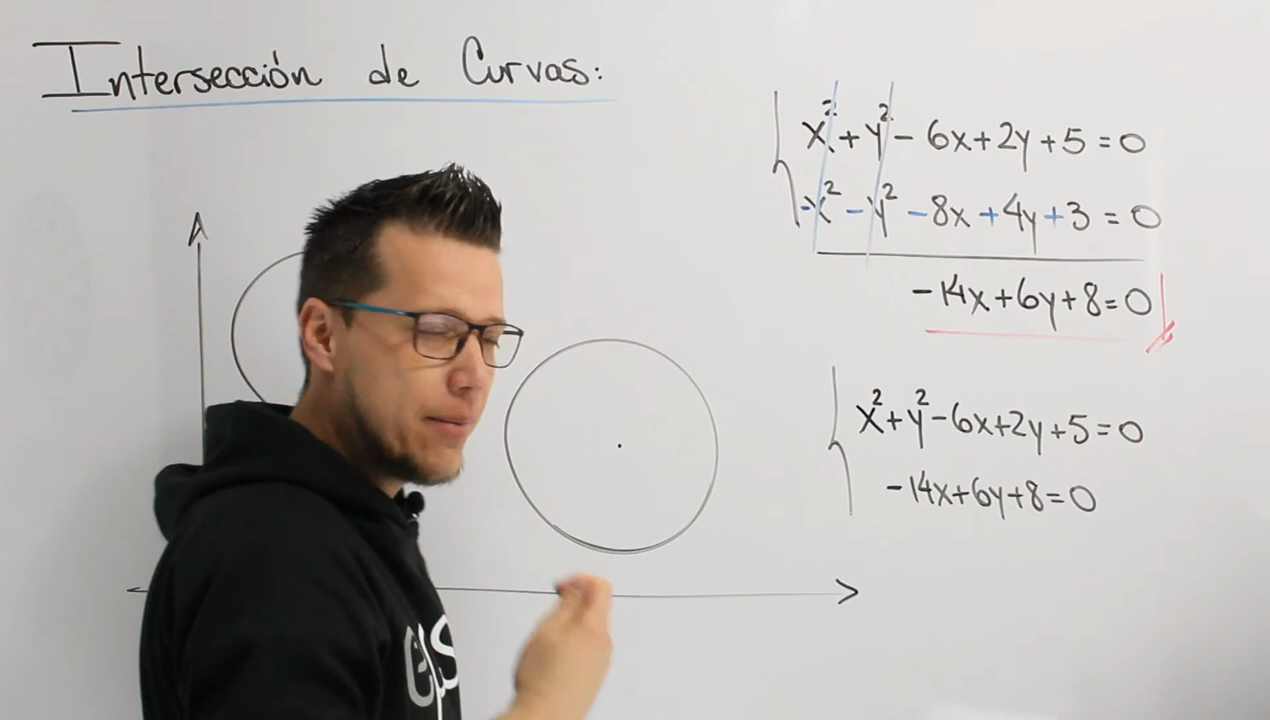 Intersección de Curvas:
x² + y² - 6x + 2y + 5 = 0
-x² - y² - 8x + 4y + 3 = 0
-14x + 6y + 8 = 0
x² + y² - 6x + 2y + 5 = 0
-14x + 6y + 8 = 0